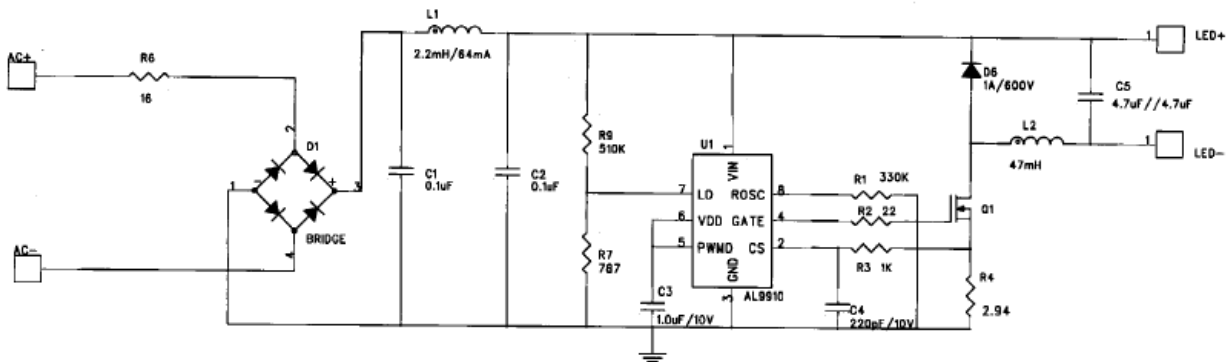 L1
2.2mH/64mA
AC+
R6
16
2
D1
1
-
+
3
BRIDGE
4
AC-
C1
0.1uF
C2
0.1uF
R9
510K
R7
787
U1
1
VIN
7
LD
ROSC
8
6
VDD
GATE
4
5
PWMD
CS
2
GND
3
AL9910
C3
1.0uF/10V
R1
330K
R2
22
R3
1K
C4
220pF/10V
D6
1A/600V
L2
47mH
Q1
R4
2.94
C5
4.7uF//4.7uF
1
LED+
1
LED-